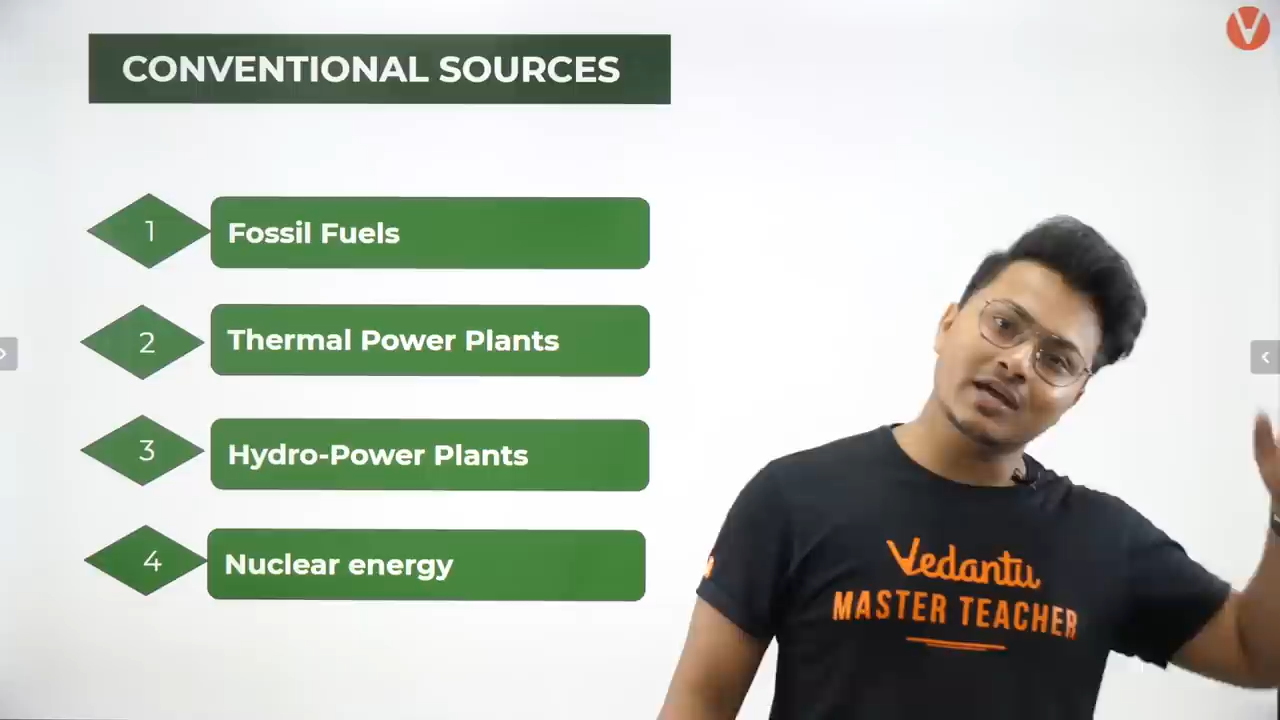 CONVENTIONAL SOURCES
1
Fossil Fuels
2
Thermal Power Plants
3
Hydro-Power Plants
4
Nuclear energy
Vedantu
MASTER TEACHER